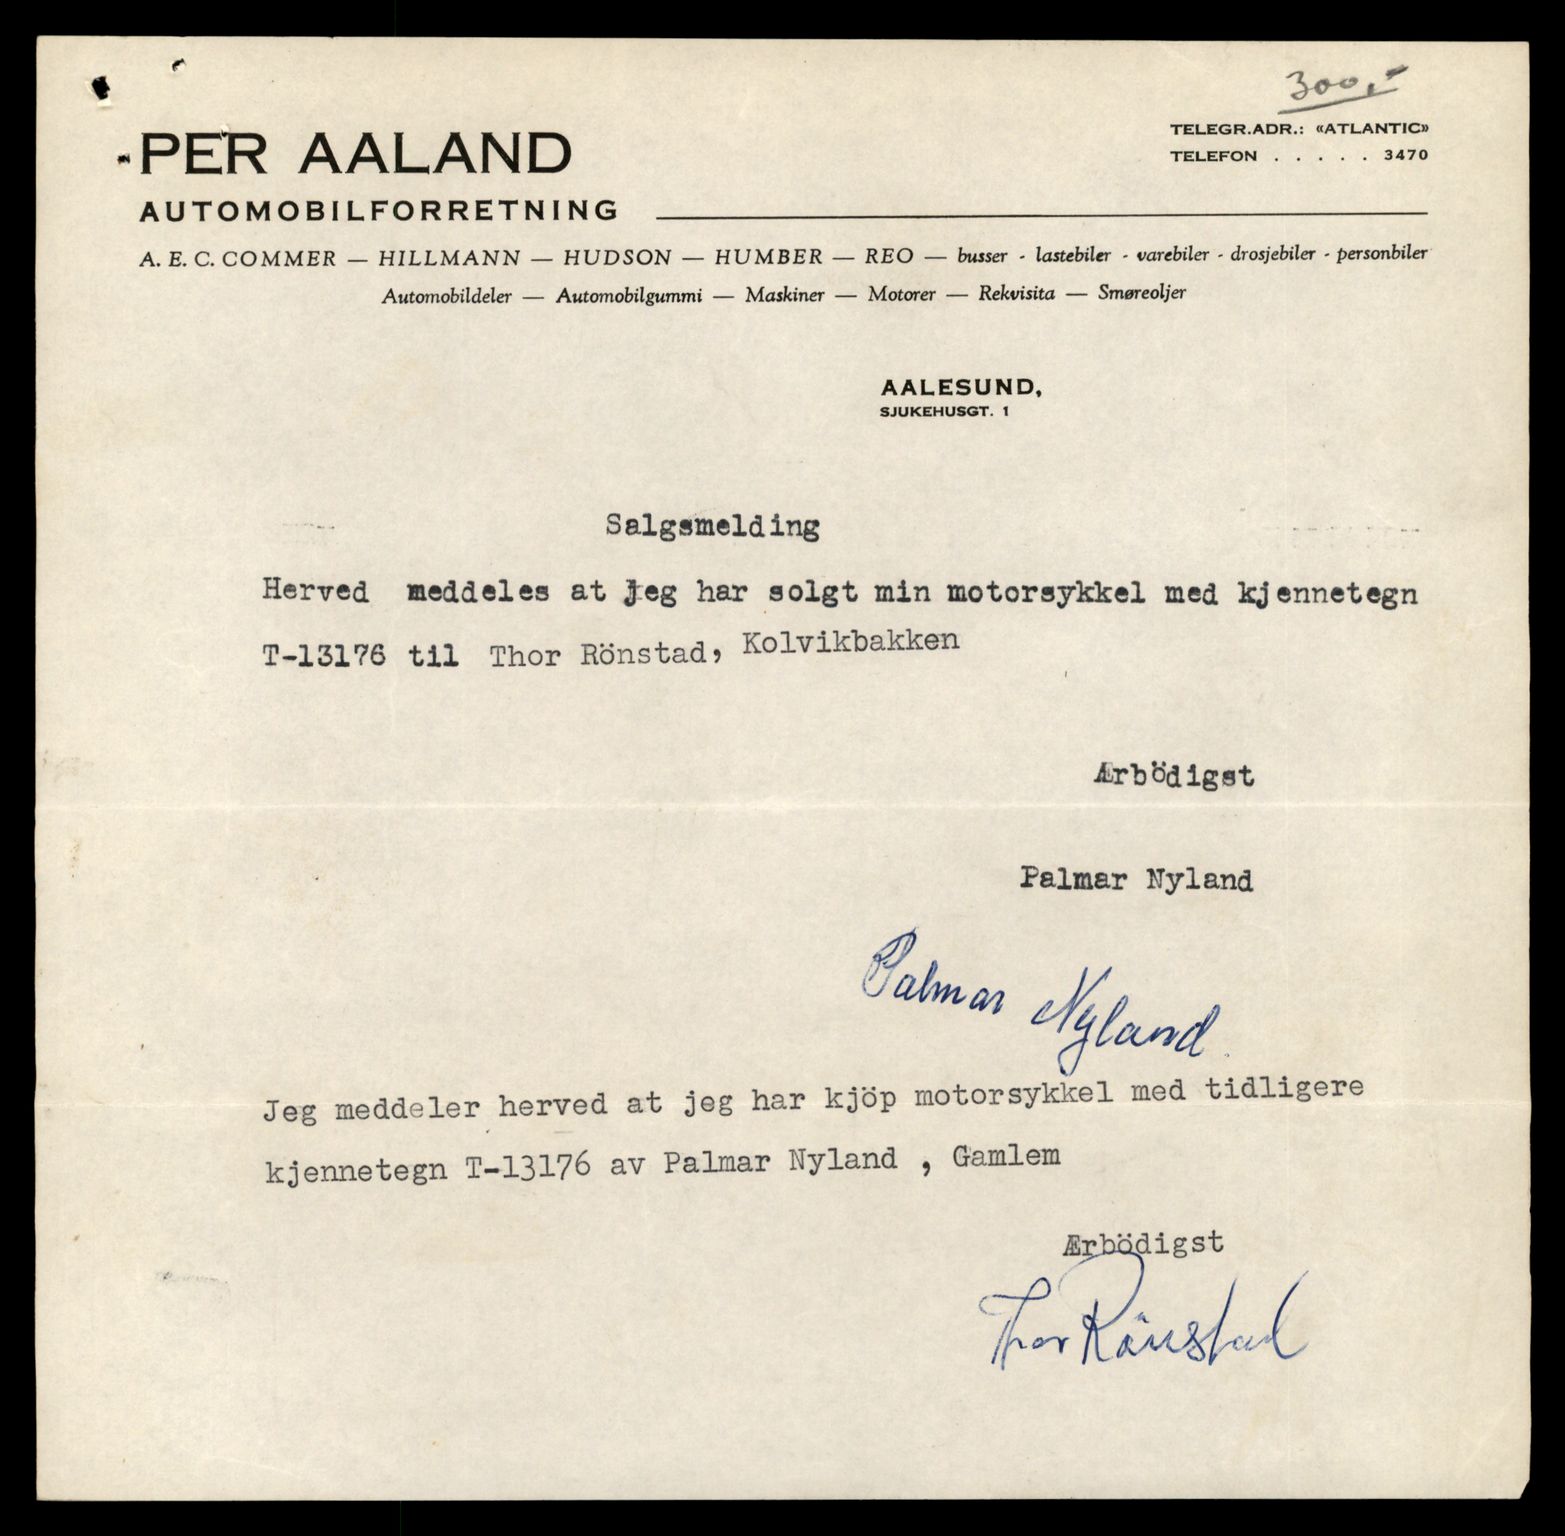 300,-
PER AALAND
TELEGR.ADR.: «ATLANTIC»
TELEFON . . . . . 3470
AUTOMOBILFORRETNING
A. E. C. COMMER — HILLMANN — HUDSON — HUMBER — REO — busser - lastebiler - varebiler - drosjebiler - personbiler
Automobildeler — Automobilgummi — Maskiner — Motorer — Rekvisita — Smøreoljer
AALESUND,
SJUKEHUSGT. 1
Salgsmelding
Herved meddeles at jeg har solgt min motorsykkel med kjennetegn
T-13176 til Thor Rönstad, Kolvikbakken
Ærbödigst
Palmar Nyland
Palmar Nyland
Jeg meddeler herved at jeg har kjöp motorsykkel med tidligere
kjennetegn T-13176 av Palmar Nyland , Gamlem
Ærbödigst
Thor Rönstad